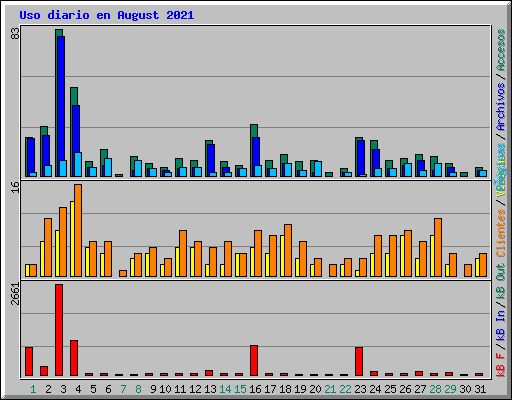 Uso diario en August 2021
83
16
2661
Accesos
Archivos /
Clientes /
kB F / kB In / kB Out
1 2 3 4 5 6 7 8 9 10 11 12 13 14 15 16 17 18 19 20 21 22 23 24 25 26 27 28 29 30 31